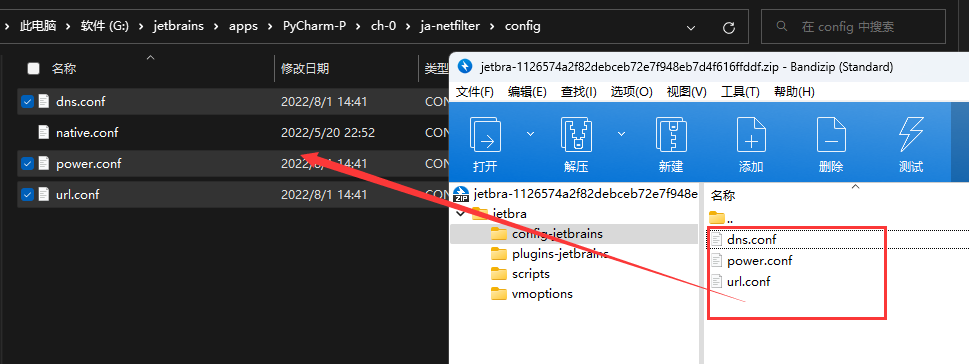 此电脑 > 软件 (G:) > jetbrains > apps > PyCharm-P > ch-0 > ja-netfilter > config
在 config 中搜索
名称 修改日期 类型
dns.conf 2022/8/1 14:41 CON
native.conf 2022/5/20 22:52 CON
power.conf 2022/8/1 14:41 CON
url.conf 2022/8/1 14:41 CON
jetbra-1126574a2f82debceb72e7f948eb7d4f616ffddf.zip - Bandizip (Standard)
文件(F) 编辑(E) 查找(I) 选项(O) 视图(V) 工具(T) 帮助(H)
打开 解压 新建 添加 删除 测试
ZIP
jetbra-1126574a2f82debceb72e7f948e
jetbra
config-jetbrains
plugins-jetbrains
scripts
vmoptions
名称
..
dns.conf
power.conf
url.conf